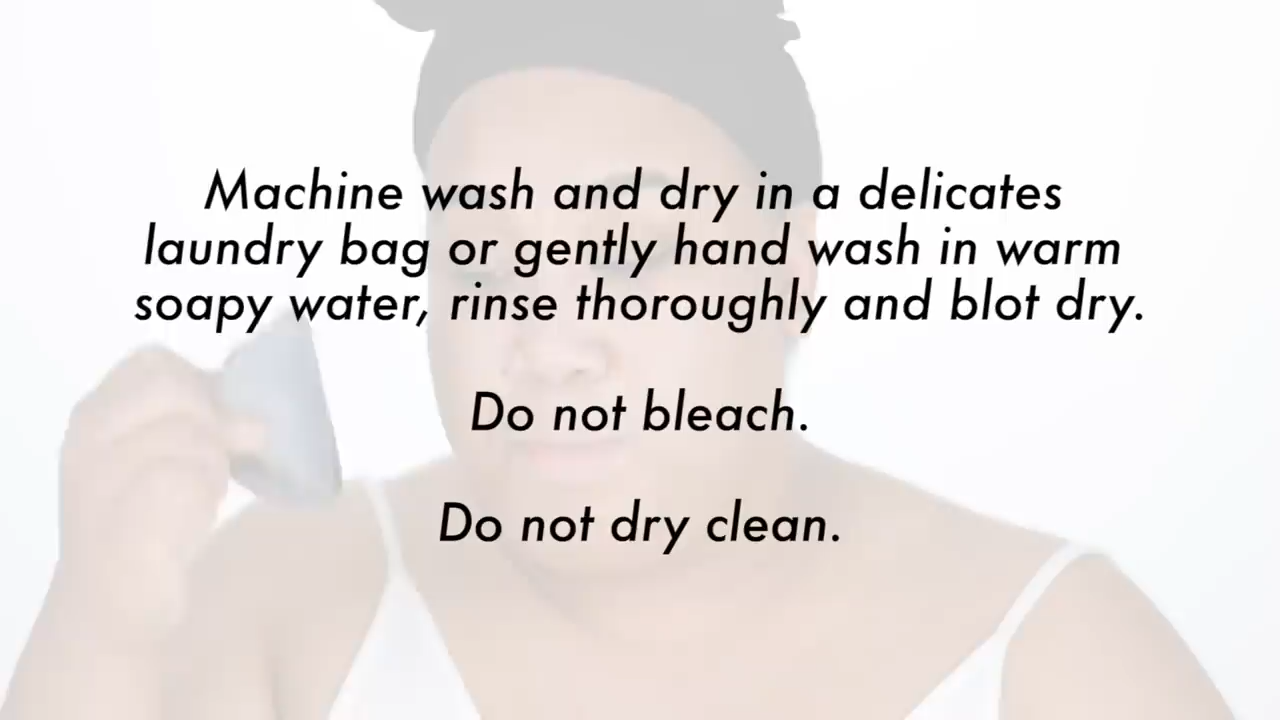 Machine wash and dry in a delicates
laundry bag or gently hand wash in warm
soapy water, rinse thoroughly and blot dry.
Do not bleach.
Do not dry clean.